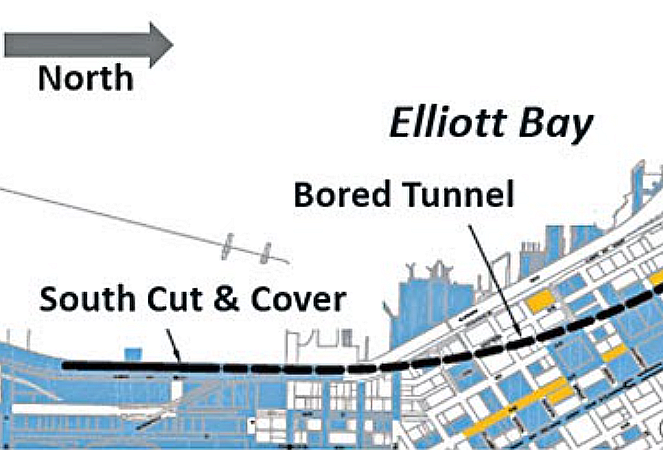 North
Elliott Bay
Bored Tunnel
South Cut & Cover